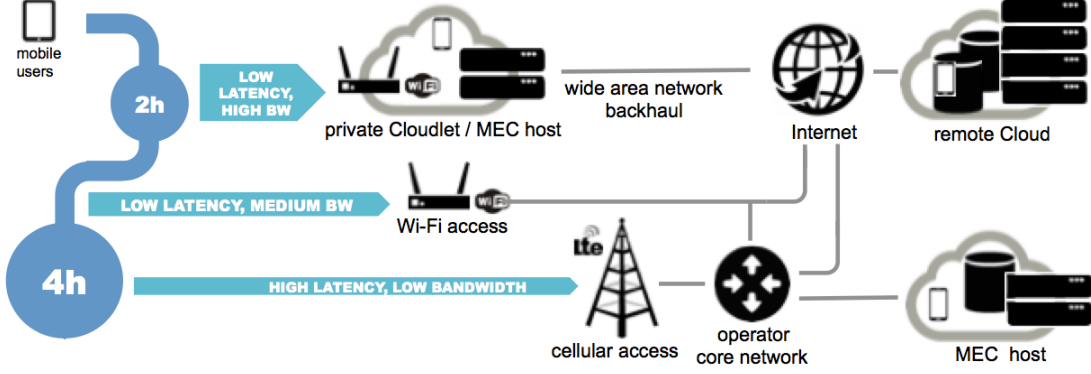 mobile
users
2h
LOW
LATENCY,
HIGH BW
WiFi
private Cloudlet / MEC host
wide area network
backhaul
Internet
remote Cloud
LOW LATENCY, MEDIUM BW
WiFi
Wi-Fi access
4h
HIGH LATENCY, LOW BANDWIDTH
lte
cellular access
operator
core network
MEC host